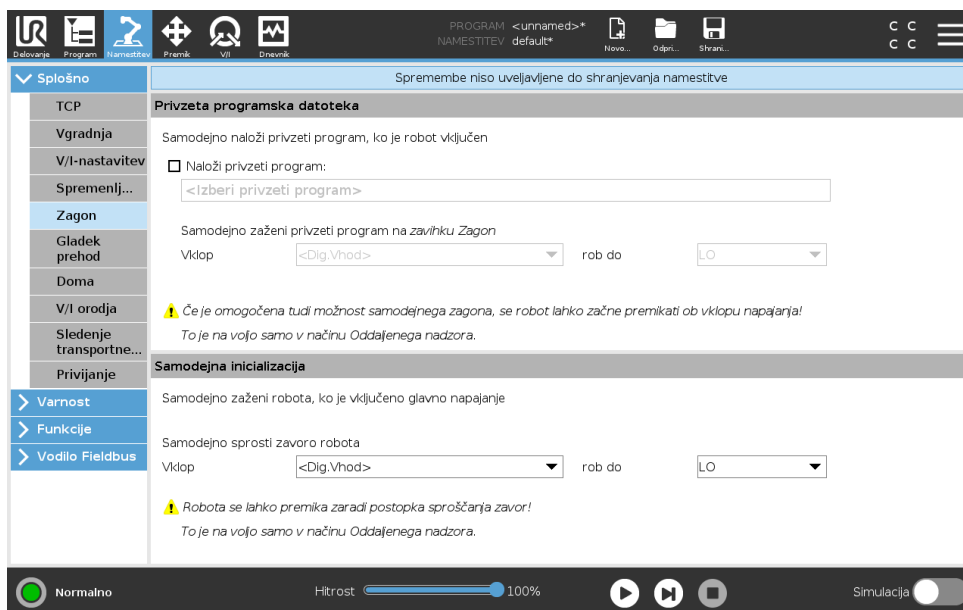 Delovanje
Program
Namestitev
Premik
V/I
Dnevnik
PROGRAM <unnamed>*
NAMESTITEV default*
Novo...
Odpri...
Shrani...
C C
C C
Splošno
TCP
Vgradnja
V/I-nastavitev
Spremenlj...
Zagon
Gladek
prehod
Doma
V/I orodja
Sledenje
transportne...
Privijanje
Varnost
Funkcije
Vodilo Fieldbus
Spremembe niso uveljavljene do shranjevanja namestitve
Privzeta programska datoteka
Samodejno naloži privzeti program, ko je robot vključen
Naloži privzeti program:
<Izberi privzeti program>
Samodejno zaženi privzeti program na zavihku Zagon
Vklop <Dig.Vhod> rob do LO
Če je omogočena tudi možnost samodejnega zagona, se robot lahko začne premikati ob vklopu napajanja!
To je na voljo samo v načinu Oddaljenega nadzora.
Samodejna inicializacija
Samodejno zaženi robota, ko je vključeno glavno napajanje
Samodejno sprosti zavoro robota
Vklop <Dig.Vhod> rob do LO
Robota se lahko premika zaradi postopka sproščanja zavor!
To je na voljo samo v načinu Oddaljenega nadzora.
Normalno
Hitrost 100%
Simulacija